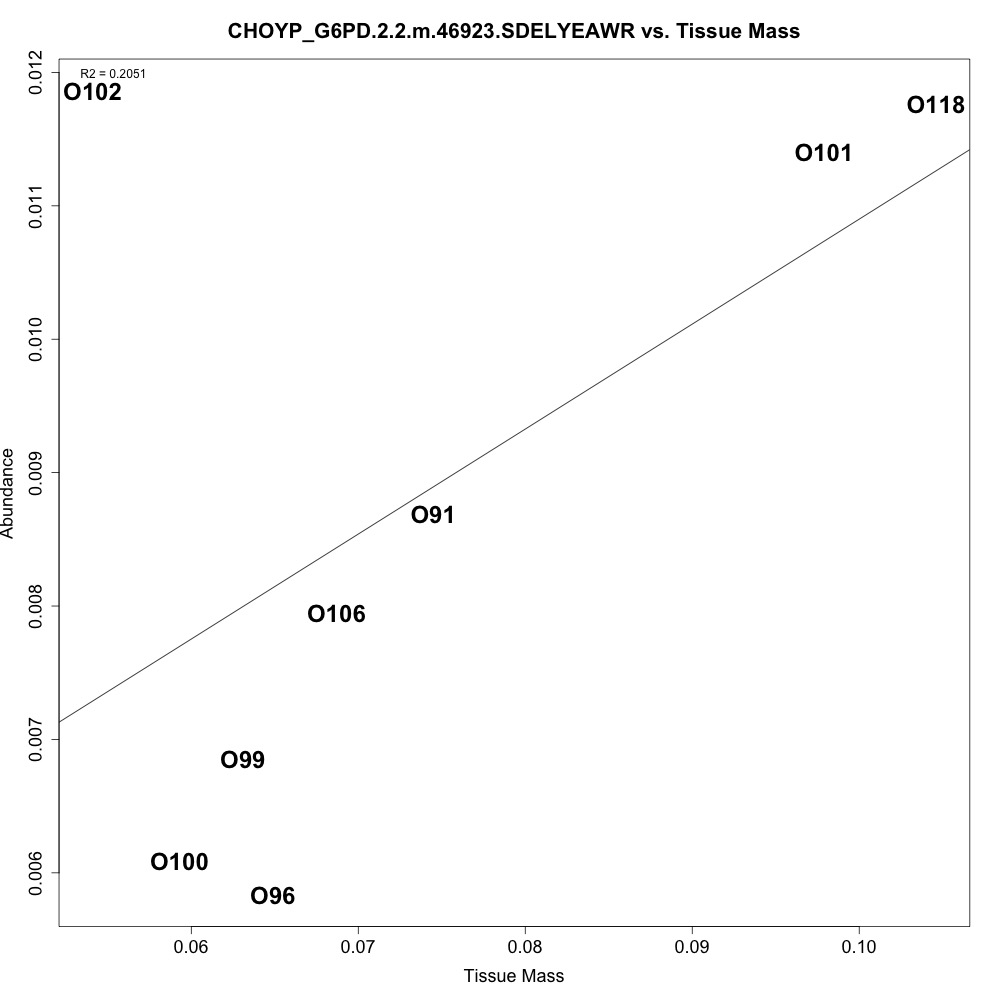 CHOYP_G6PD.2.2.m.46923.SDELYEAWR vs. Tissue Mass
R2 = 0.2051
O102
O118
O101
O91
O106
O99
O100
O96
0.012
0.011
0.010
0.009
0.008
0.007
0.006
Abundance
0.06 0.07 0.08 0.09 0.10
Tissue Mass